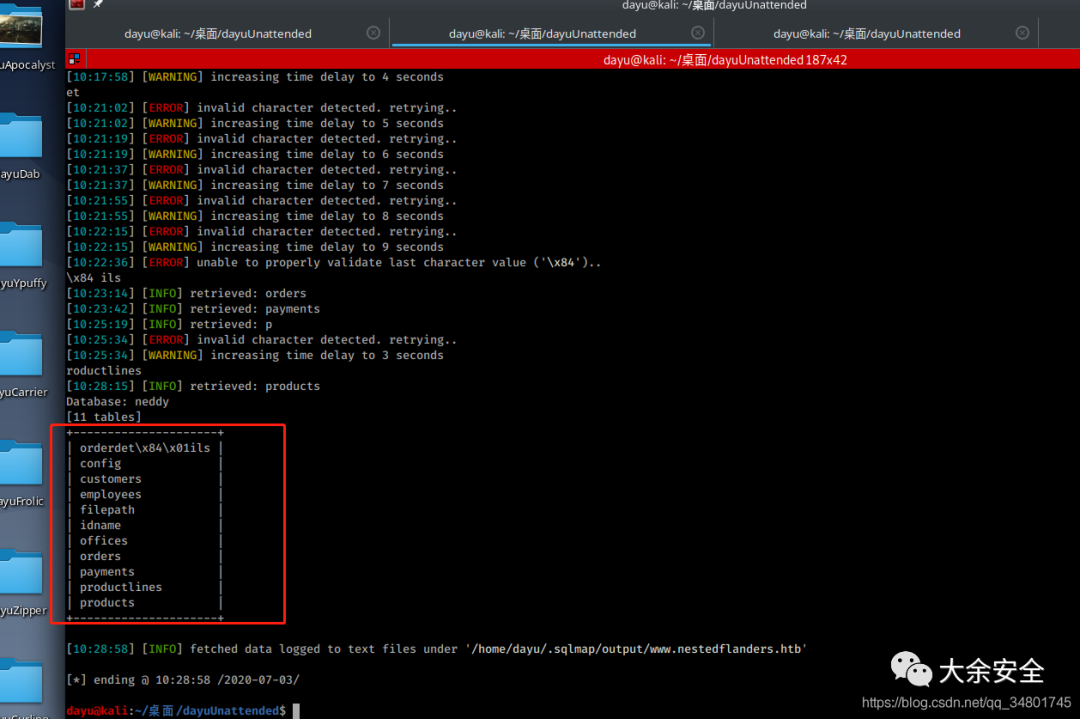 dayu@kali: ~/桌面/dayuUnattended
dayu@kali: ~/桌面/dayuUnattended
dayu@kali: ~/桌面/dayuUnattended
dayu@kali: ~/桌面/dayuUnattended
dayu@kali: ~/桌面/dayuUnattended 187x42
uApocalyst
ayuDab
yuYpuffy
yuCarrier
ayuFrolic
yuZipper
[10:17:58] [WARNING] increasing time delay to 4 seconds
et
[10:21:02] [ERROR] invalid character detected. retrying..
[10:21:02] [WARNING] increasing time delay to 5 seconds
[10:21:19] [ERROR] invalid character detected. retrying..
[10:21:19] [WARNING] increasing time delay to 6 seconds
[10:21:37] [ERROR] invalid character detected. retrying..
[10:21:37] [WARNING] increasing time delay to 7 seconds
[10:21:55] [ERROR] invalid character detected. retrying..
[10:21:55] [WARNING] increasing time delay to 8 seconds
[10:22:15] [ERROR] invalid character detected. retrying..
[10:22:15] [WARNING] increasing time delay to 9 seconds
[10:22:36] [ERROR] unable to properly validate last character value ('\x84')..
\x84 ils
[10:23:14] [INFO] retrieved: orders
[10:23:42] [INFO] retrieved: payments
[10:25:19] [INFO] retrieved: p
[10:25:34] [ERROR] invalid character detected. retrying..
[10:25:34] [WARNING] increasing time delay to 3 seconds
roductlines
[10:28:15] [INFO] retrieved: products
Database: neddy
[11 tables]
+---------------------+
| orderdet\x84\x01ils |
| config              |
| customers           |
| employees           |
| filepath            |
| idname              |
| offices             |
| orders              |
| payments            |
| productlines        |
| products            |
+---------------------+
[10:28:58] [INFO] fetched data logged to text files under '/home/dayu/.sqlmap/output/www.nestedflanders.htb'
[*] ending @ 10:28:58 /2020-07-03/
dayu@kali:~/桌面/dayuUnattended$
大余安全
https://blog.csdn.net/qq_34801745